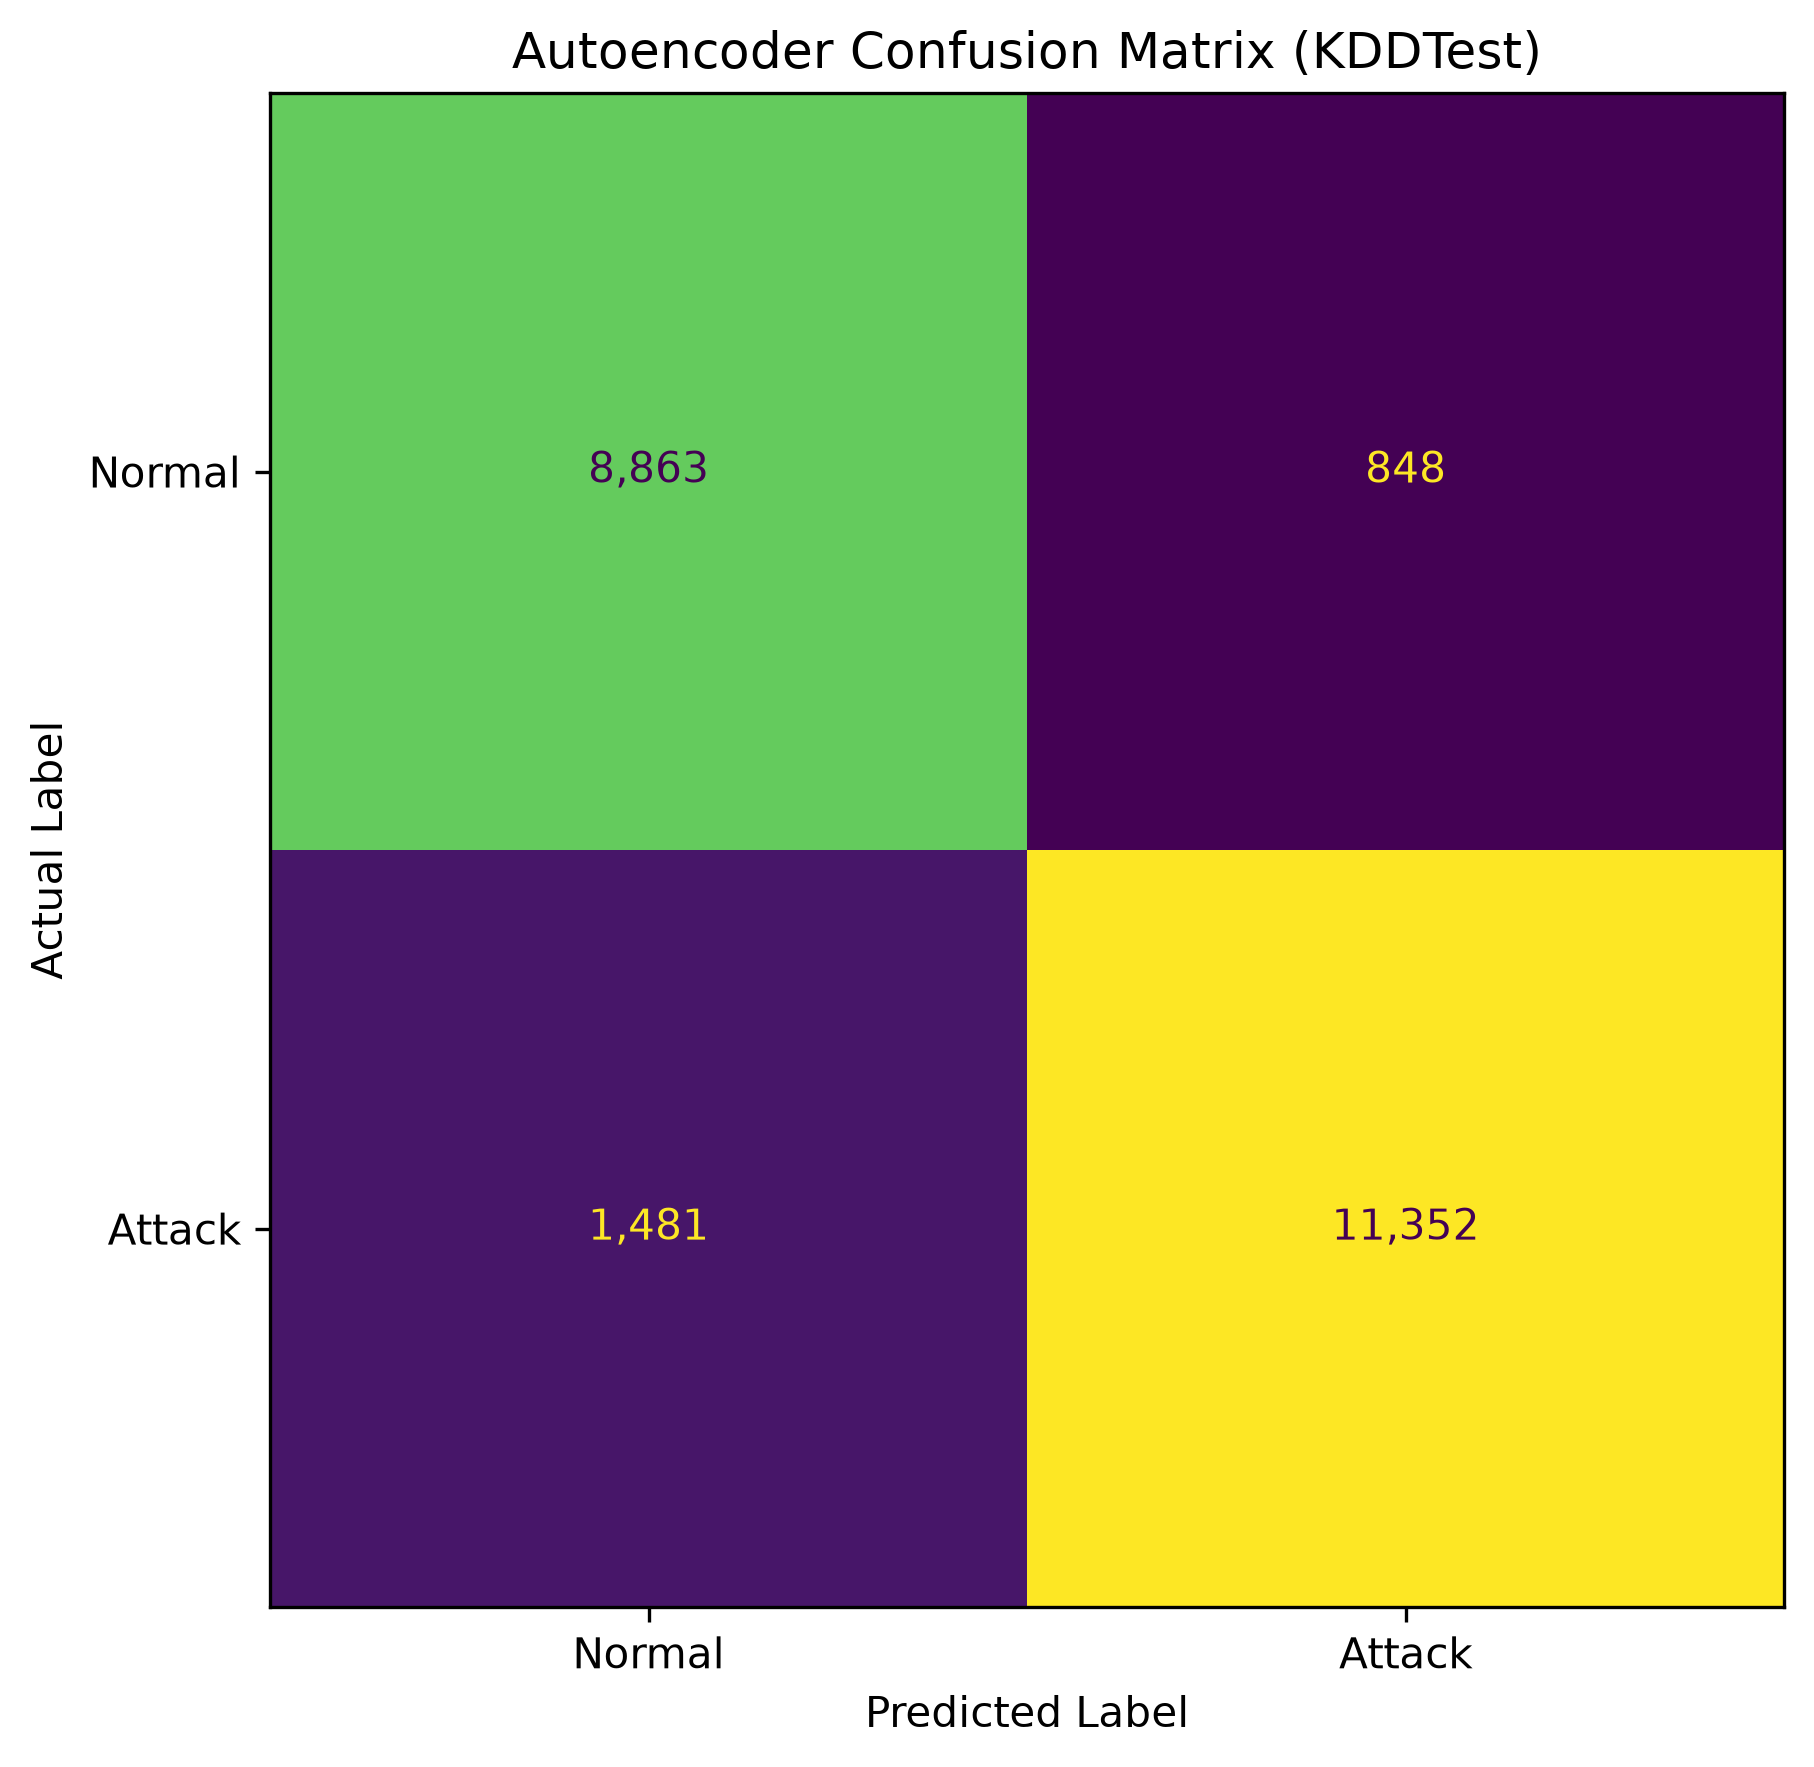 Autoencoder Confusion Matrix (KDDTest)
Actual Label
Normal
8,863
848
Attack
1,481
11,352
Normal
Attack
Predicted Label